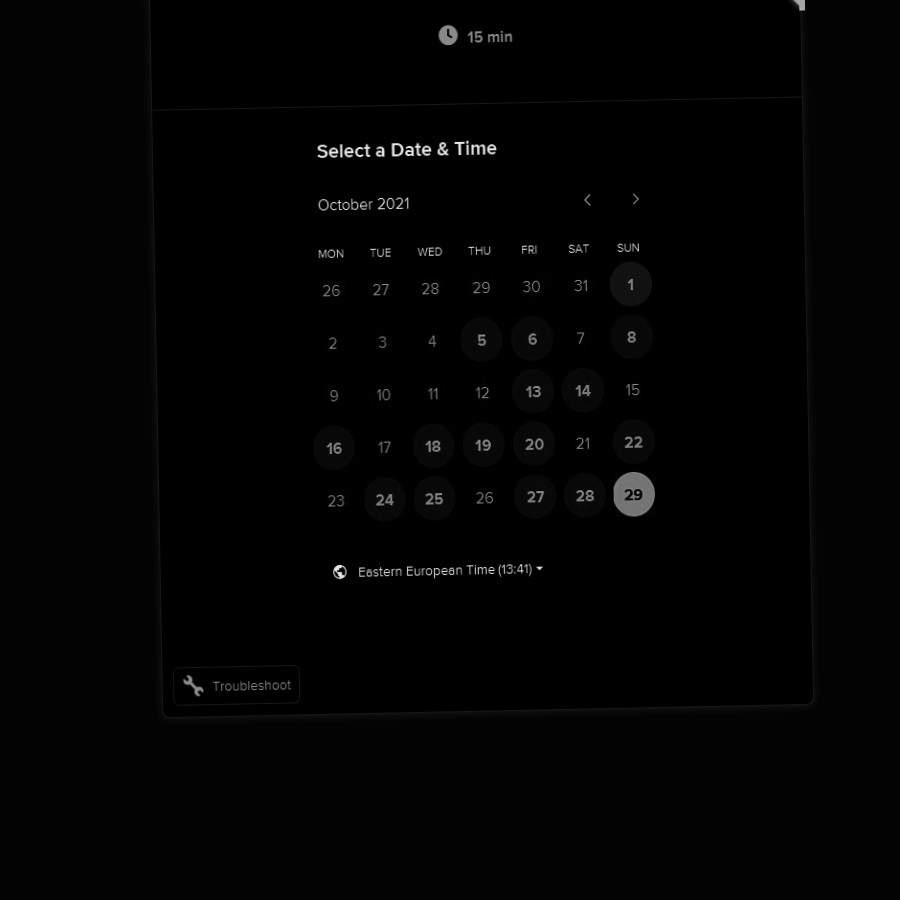 15 min
Select a Date & Time
October 2021
MON TUE WED THU FRI SAT SUN
26 27 28 29 30 31 1
2 3 4 5 6 7 8
9 10 11 12 13 14 15
16 17 18 19 20 21 22
23 24 25 26 27 28 29
Eastern European Time (13:41)
Troubleshoot